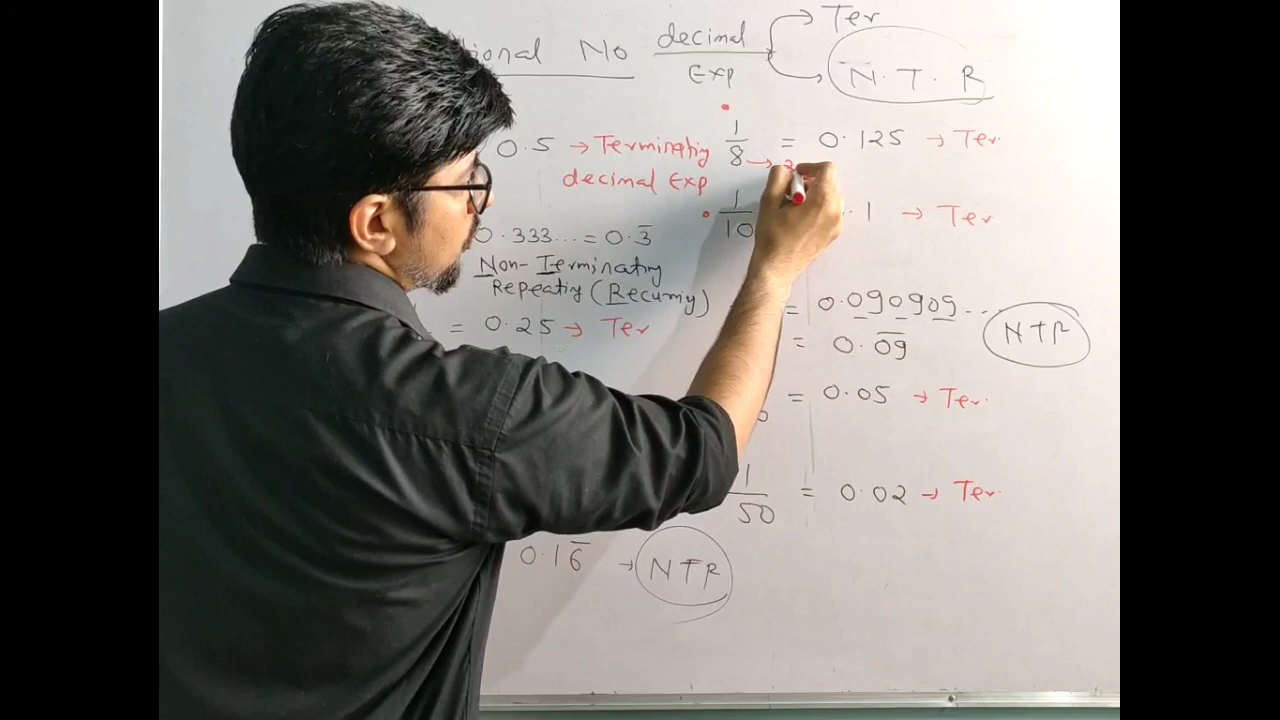 tional No decimal Exp → Ter
N.T.R
0.5 → Terminating decimal Exp
1/8 = 0.125 → Ter.
1/10 .1 → Ter
0.333... = 0.3̅
Non-Terminating
Repeating (Recurring)
= 0.25 → Ter
= 0.090909...
= 0.0̅9̅
NTR
= 0.05 → Ter.
1/50 = 0.02 → Ter.
0.16̅ → NTR